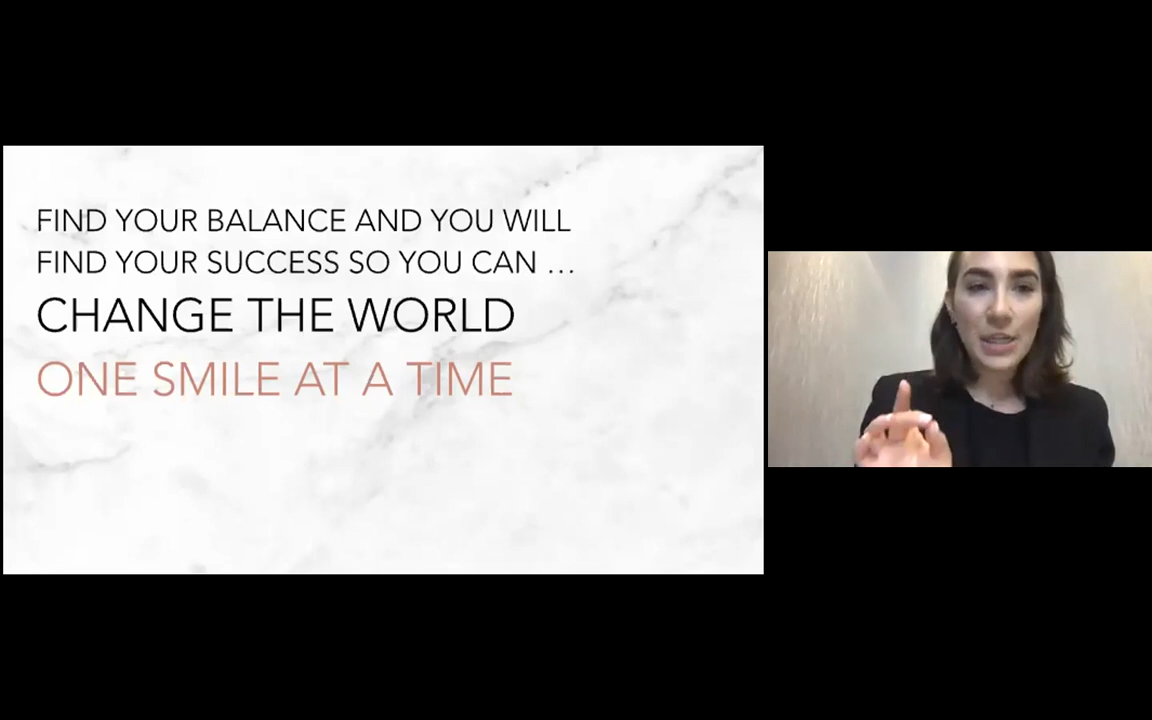 FIND YOUR BALANCE AND YOU WILL
FIND YOUR SUCCESS SO YOU CAN ...
CHANGE THE WORLD
ONE SMILE AT A TIME